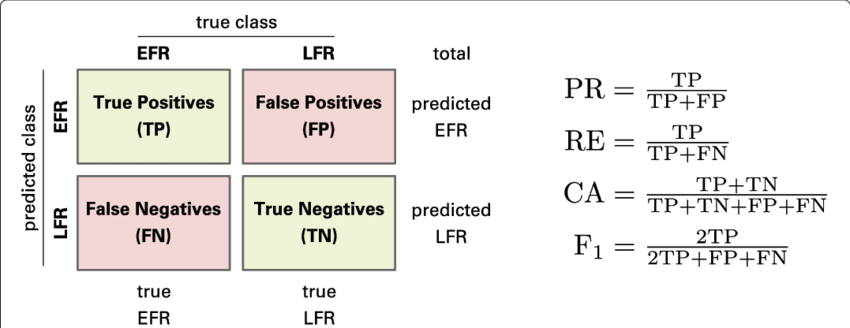 true class
EFR LFR total
predicted class
EFR
True Positives
(TP)
False Positives
(FP)
predicted
EFR
LFR
False Negatives
(FN)
True Negatives
(TN)
predicted
LFR
true
EFR
true
LFR
PR = TP / TP+FP
RE = TP / TP+FN
CA = TP+TN / TP+TN+FP+FN
F₁ = 2TP / 2TP+FP+FN